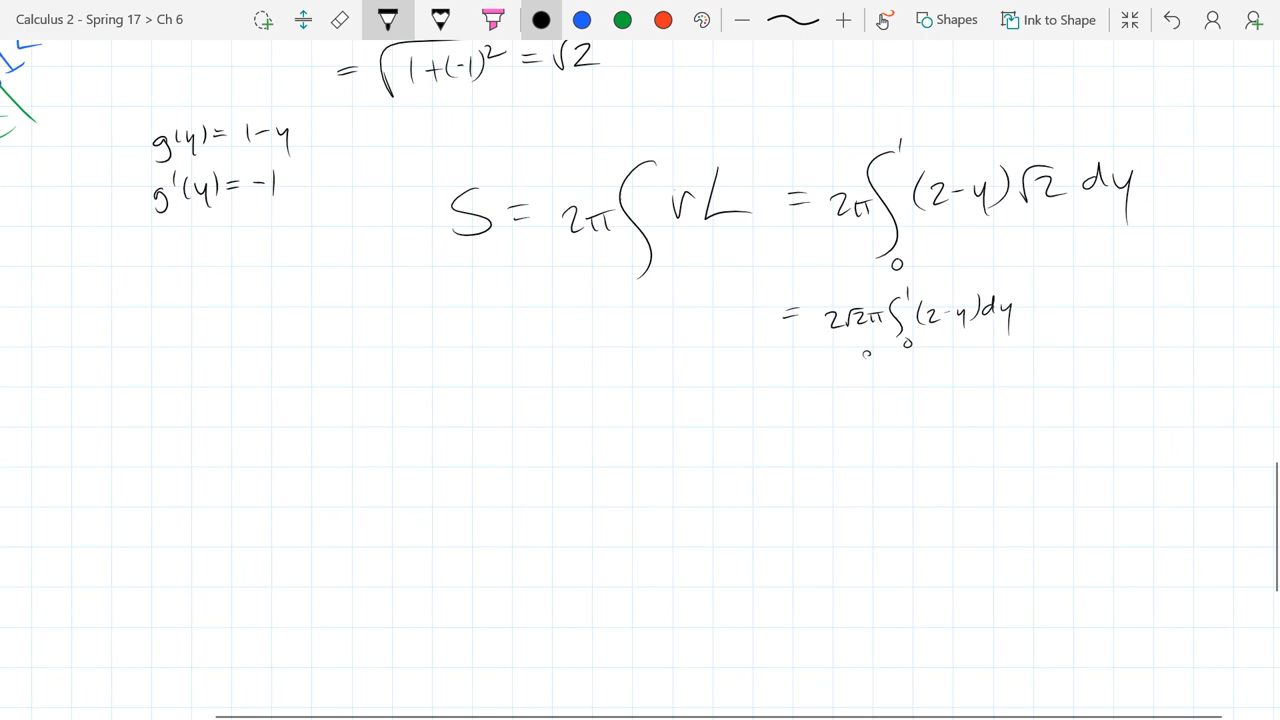 Calculus 2 - Spring 17 > Ch 6
Shapes
Ink to Shape
= √(1+(-1)² = √2
g'(y) = 1-y
g'(y) = -1
S = 2π ∫ r L = 2π ∫₀¹ (2-y)√2 dy
= 2√2π ∫₀¹ (2-y)dy